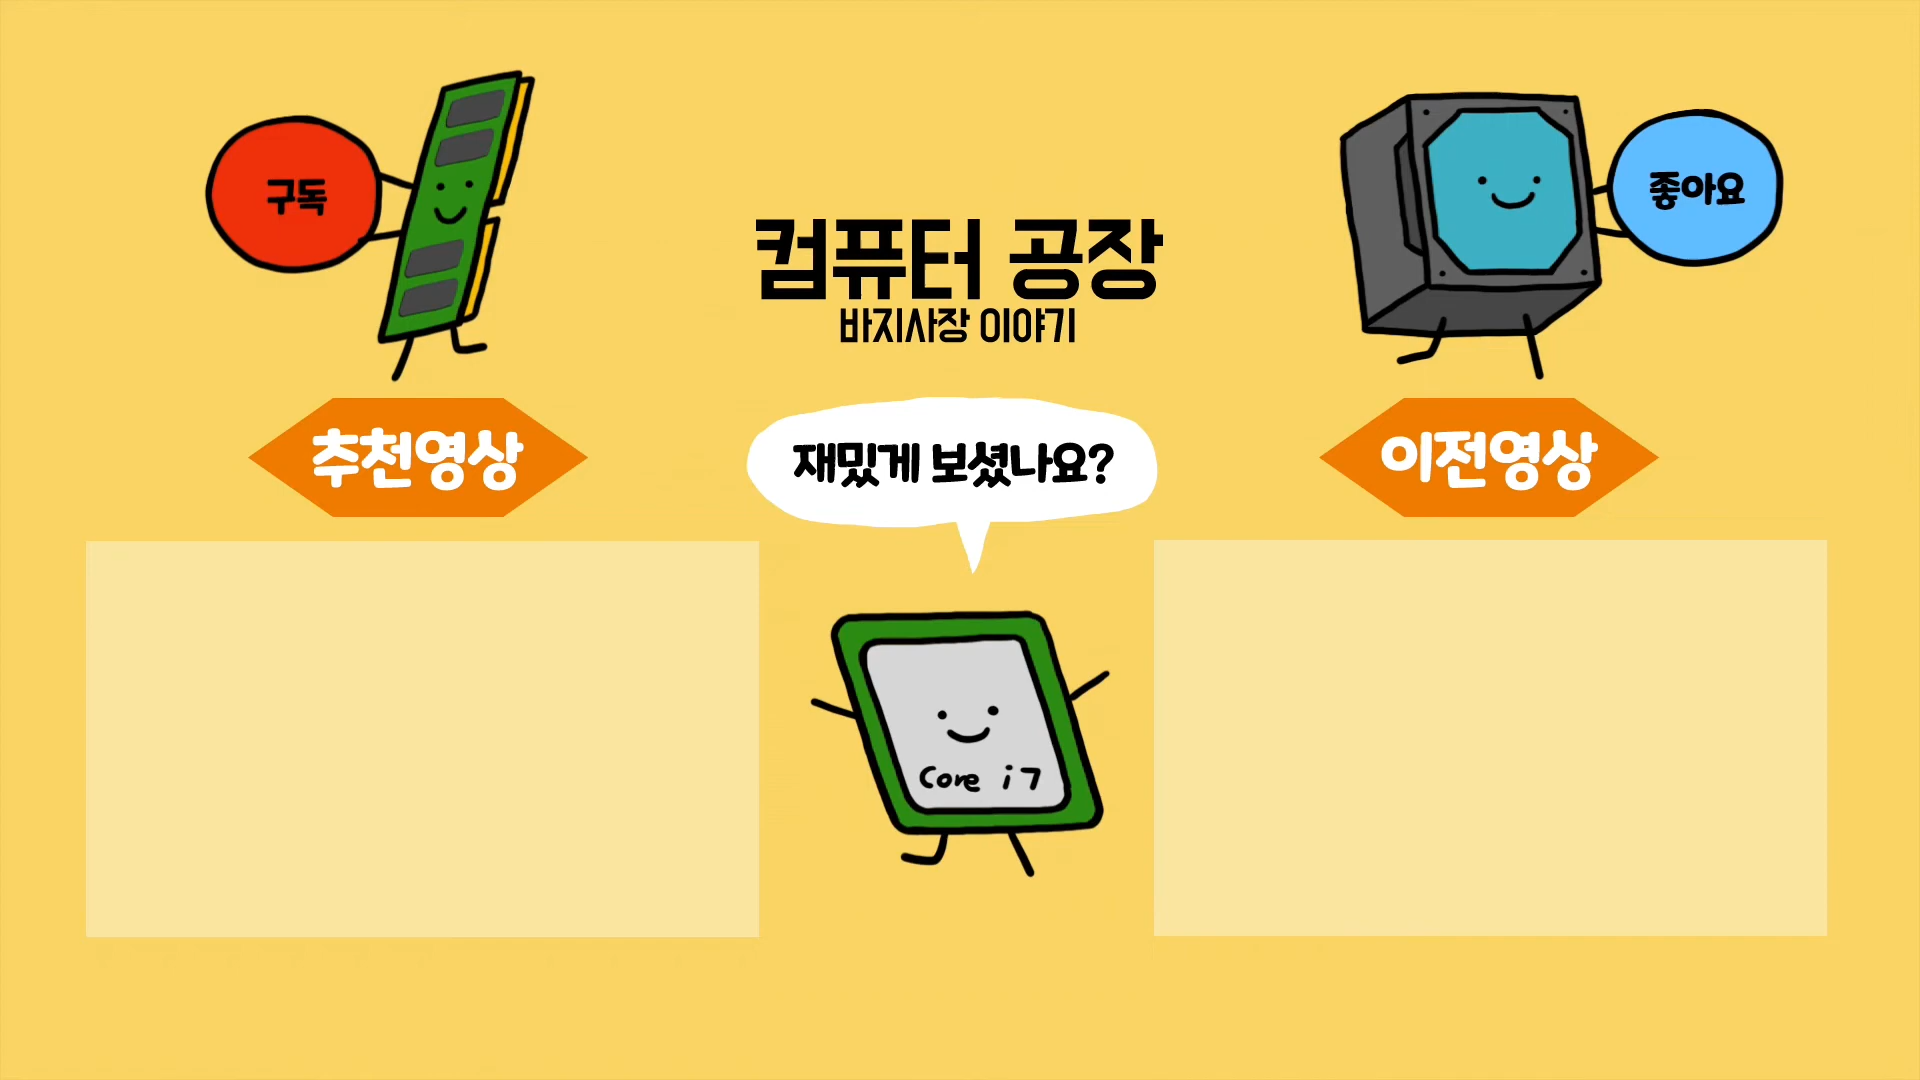 구독
컴퓨터 공장
바지사장 이야기
좋아요
추천영상
재밌게 보셨나요?
이전영상
Core i7